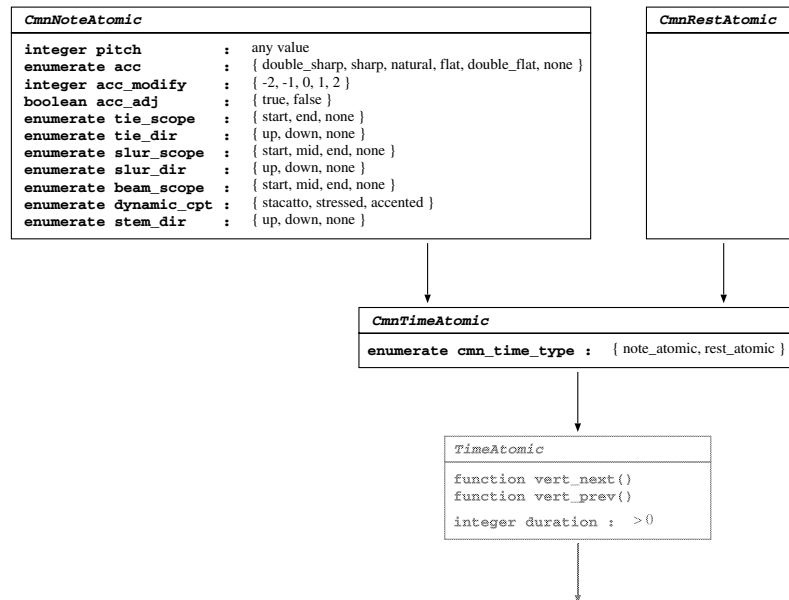 CmnNoteAtomic
integer pitch : any value
enumerate acc : { double_sharp, sharp, natural, flat, double_flat, none }
integer acc_modify : { -2, -1, 0, 1, 2 }
boolean acc_adj : { true, false }
enumerate tie_scope : { start, end, none }
enumerate tie_dir : { up, down, none }
enumerate slur_scope : { start, mid, end, none }
enumerate slur_dir : { up, down, none }
enumerate beam_scope : { start, mid, end, none }
enumerate dynamic_cpt : { stacatto, stressed, accented }
enumerate stem_dir : { up, down, none }
CmnRestAtomic
CmnTimeAtomic
enumerate cmn_time_type : { note_atomic, rest_atomic }
TimeAtomic
function vert_next()
function vert_prev()
integer duration : > 0